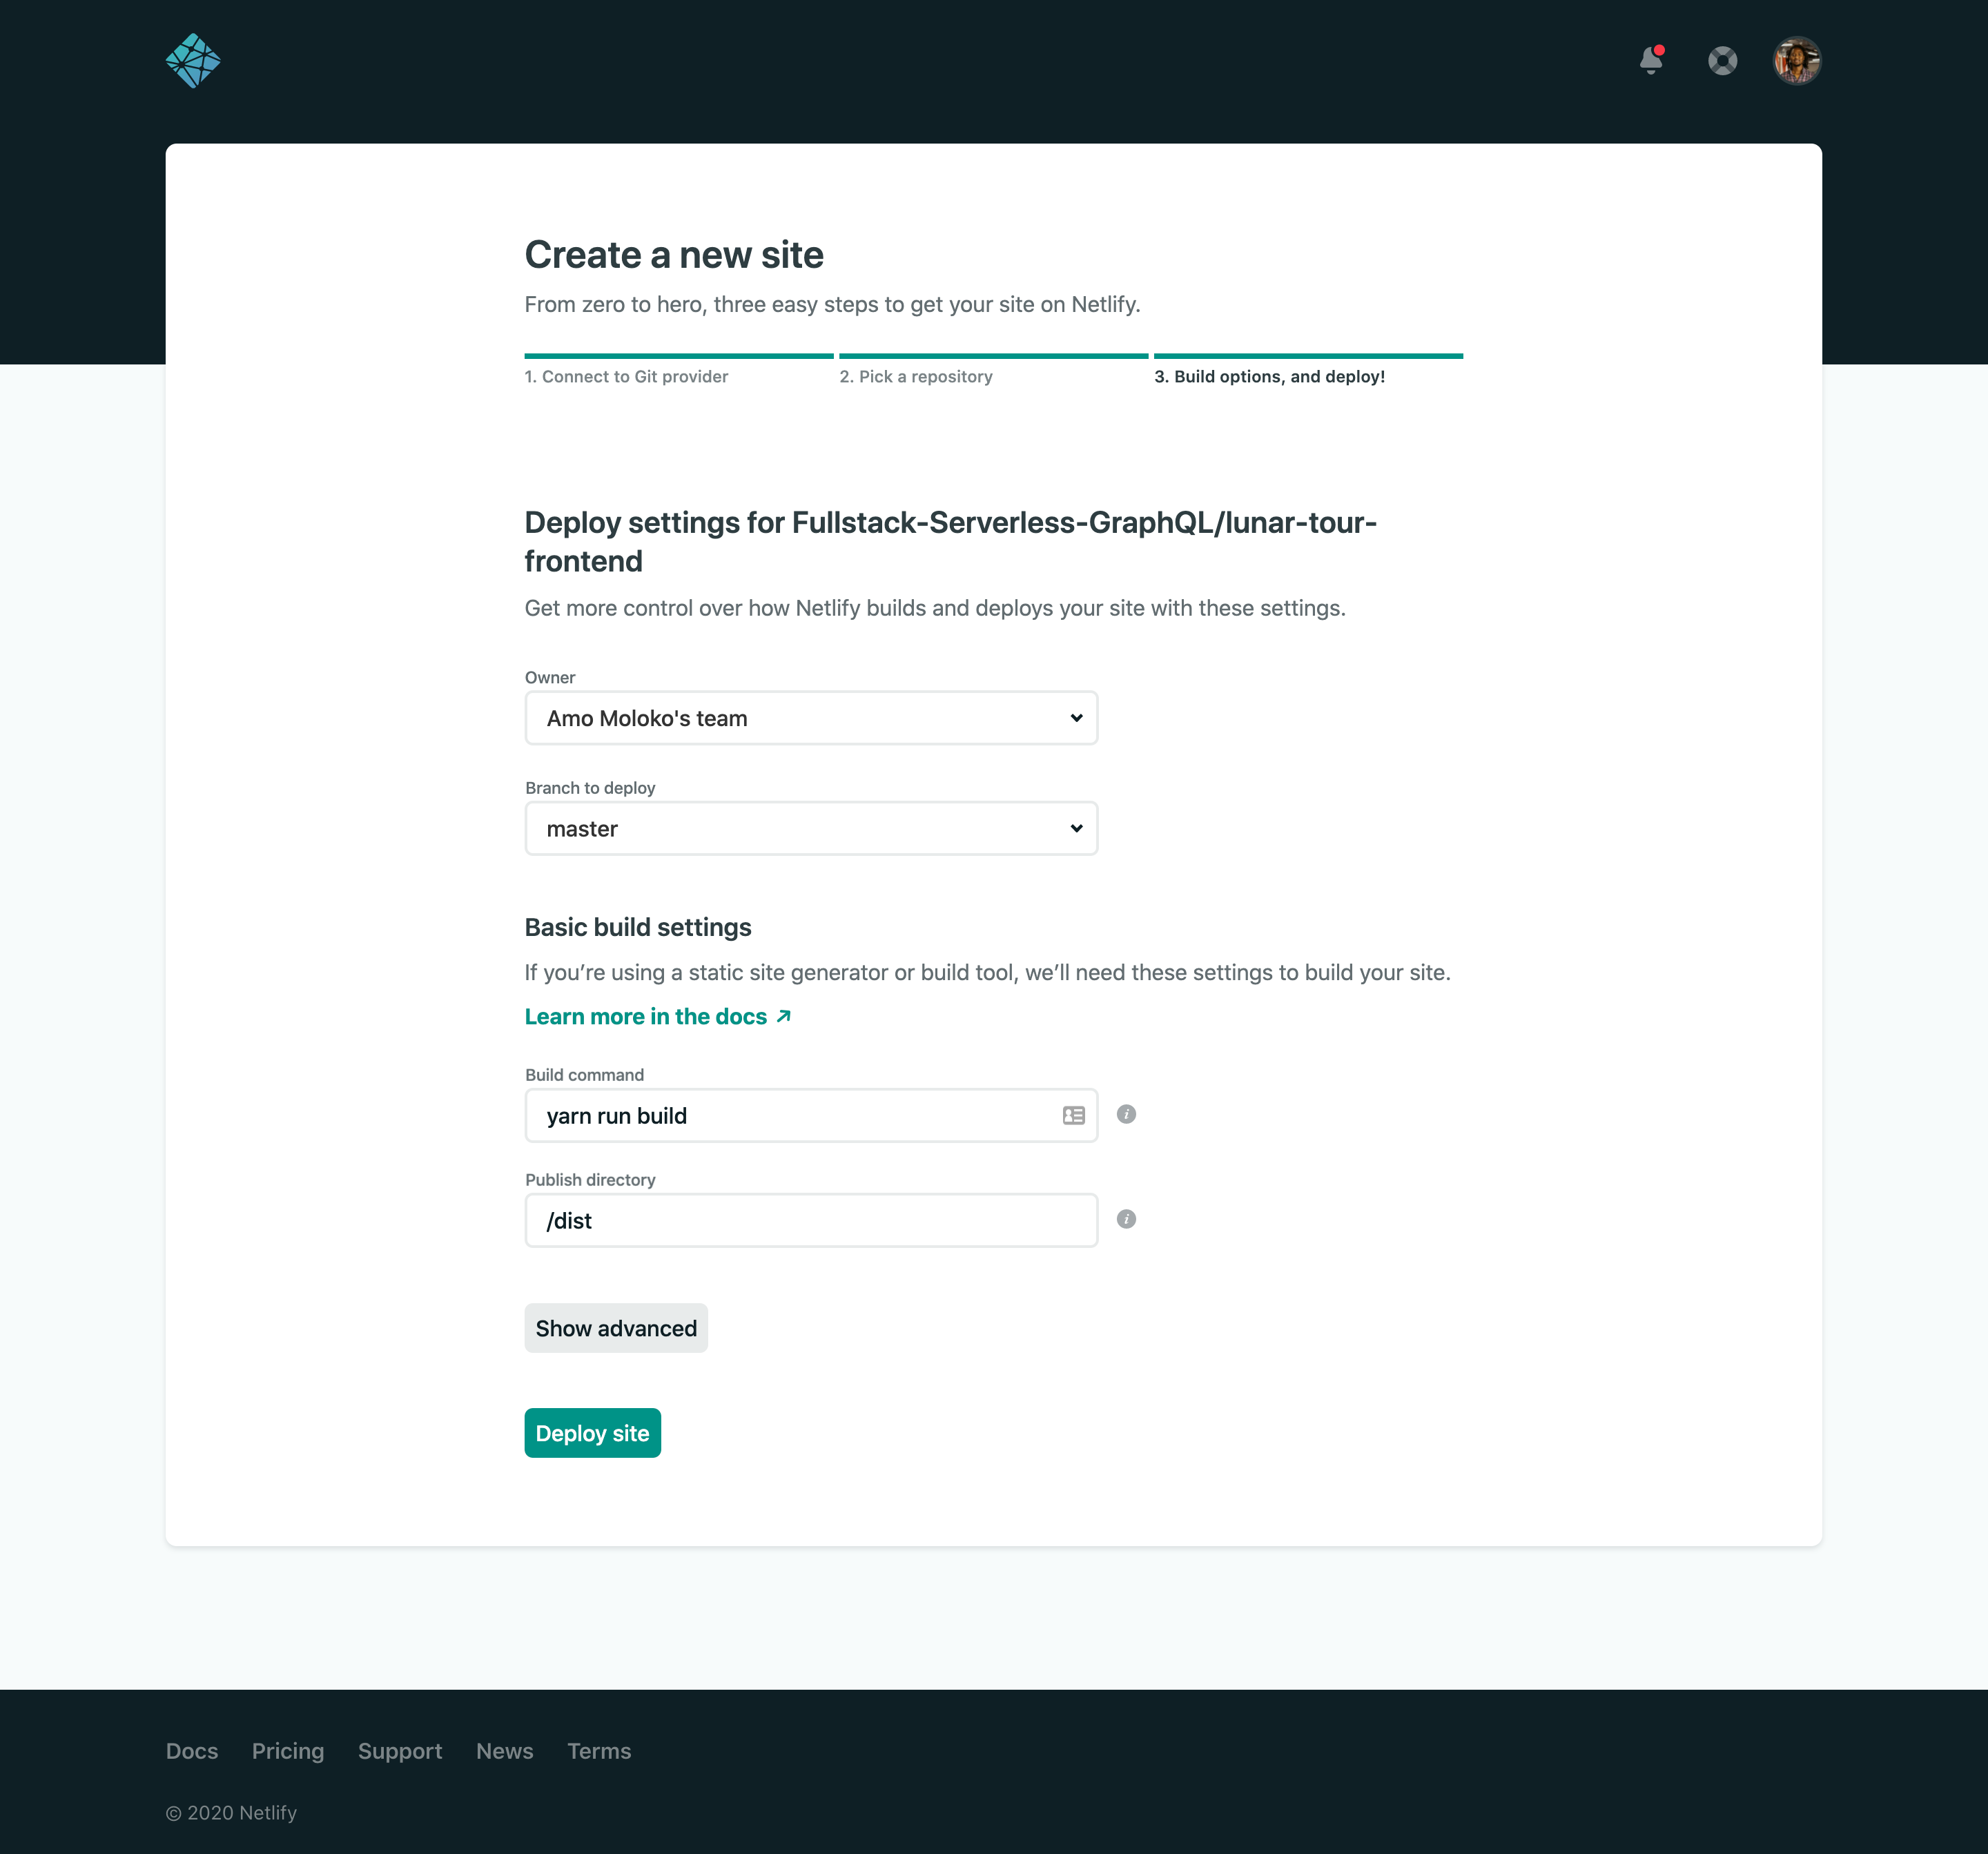 Create a new site
From zero to hero, three easy steps to get your site on Netlify.
1. Connect to Git provider
2. Pick a repository
3. Build options, and deploy!
Deploy settings for Fullstack-Serverless-GraphQL/lunar-tour-
frontend
Get more control over how Netlify builds and deploys your site with these settings.
Owner
Amo Moloko's team
Branch to deploy
master
Basic build settings
If you’re using a static site generator or build tool, we’ll need these settings to build your site.
Learn more in the docs ↗
Build command
yarn run build
Publish directory
/dist
Show advanced
Deploy site
Docs Pricing Support News Terms
© 2020 Netlify